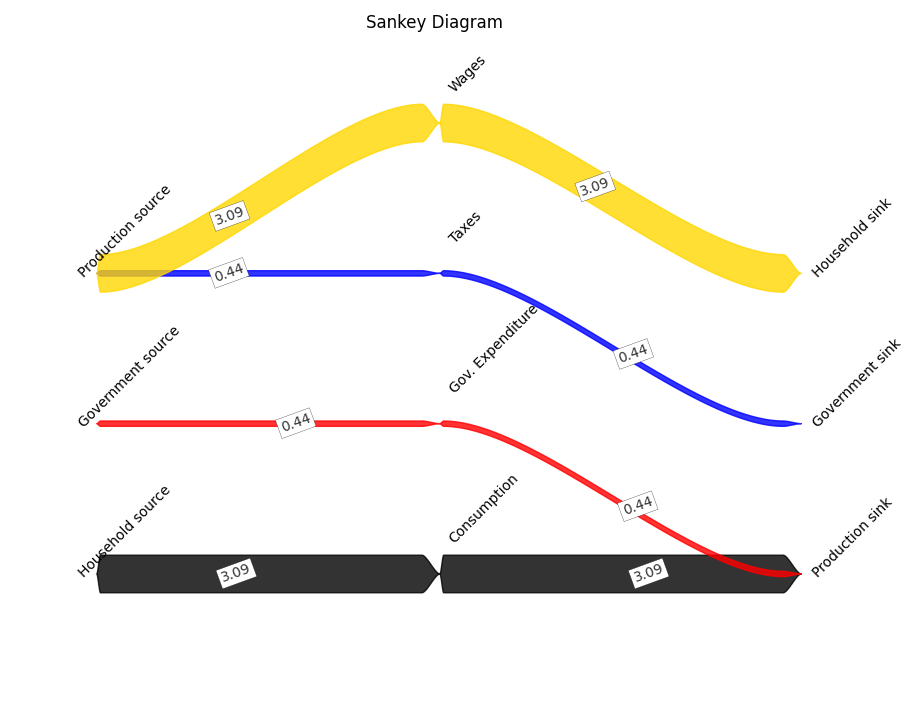 Sankey Diagram
Wages
3.09
3.09
Production source
Taxes
Household sink
0.44
Government source
Gov. Expenditure
0.44
Government sink
0.44
0.44
Household source
Consumption
Production sink
3.09
3.09